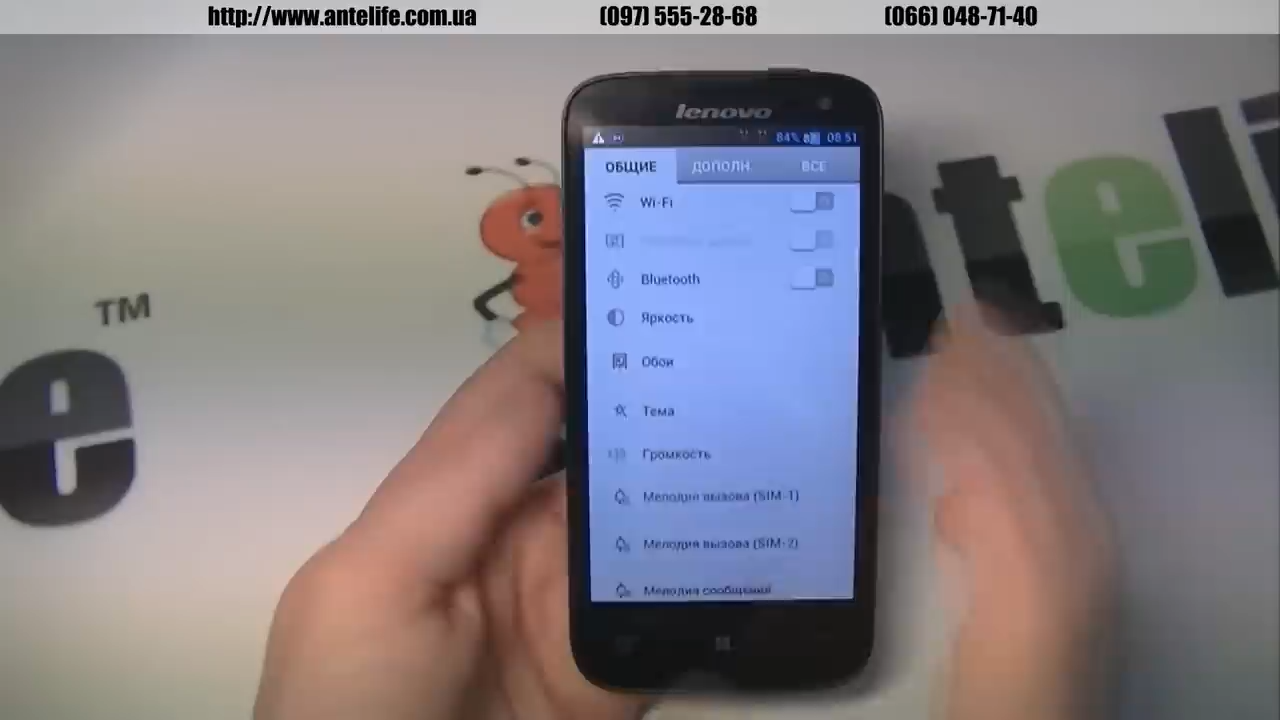 http://www.antelife.com.ua (097) 555-28-68 (066) 048-71-40
lenovo
84% 08:51
ОБЩИЕ ДОПОЛН. ВСЕ
Wi-Fi
Bluetooth
Яркость
Обои
Тема
Громкость
Мелодия вызова (SIM-1)
Мелодия вызова (SIM-2)
Мелодия сообщения
TM
e
teli